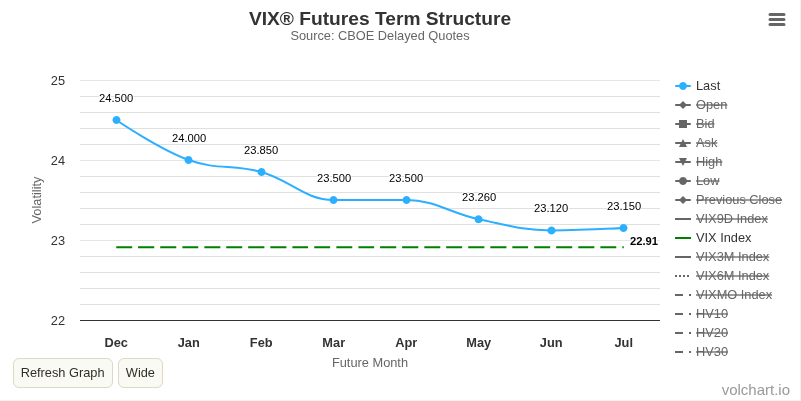 VIX® Futures Term Structure
Source: CBOE Delayed Quotes
25
24
23
22
Volatility
24.500
24.000
23.850
23.500
23.500
23.260
23.120
23.150
22.91
Dec Jan Feb Mar Apr May Jun Jul
Future Month
Last
Open
Bid
Ask
High
Low
Previous Close
VIX9D Index
VIX Index
VIX3M Index
VIX6M Index
VIXMO Index
HV10
HV20
HV30
Refresh Graph Wide
volchart.io